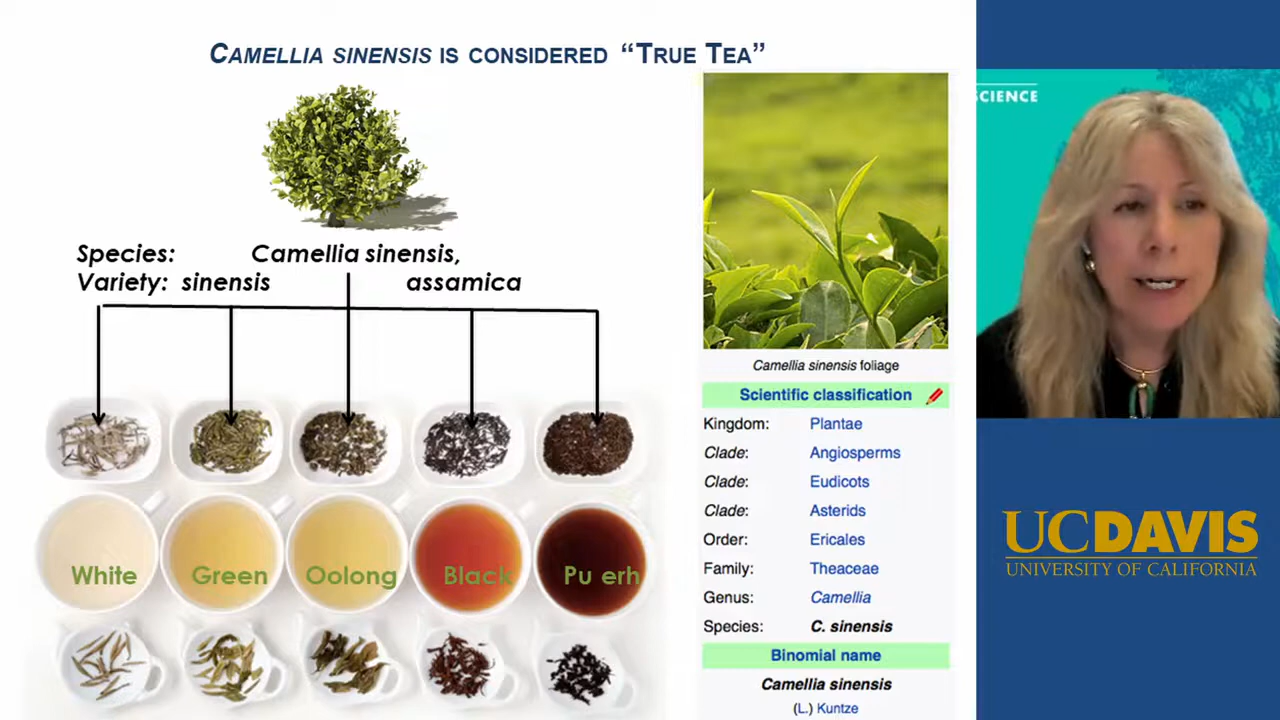 CAMELLIA SINENSIS IS CONSIDERED “TRUE TEA”
Species: Camellia sinensis,
Variety: sinensis assamica
White Green Oolong Black Pu erh
Camellia sinensis foliage
Scientific classification
Kingdom: Plantae
Clade: Angiosperms
Clade: Eudicots
Clade: Asterids
Order: Ericales
Family: Theaceae
Genus: Camellia
Species: C. sinensis
Binomial name
Camellia sinensis
(L.) Kuntze
SCIENCE
UCDAVIS
UNIVERSITY OF CALIFORNIA